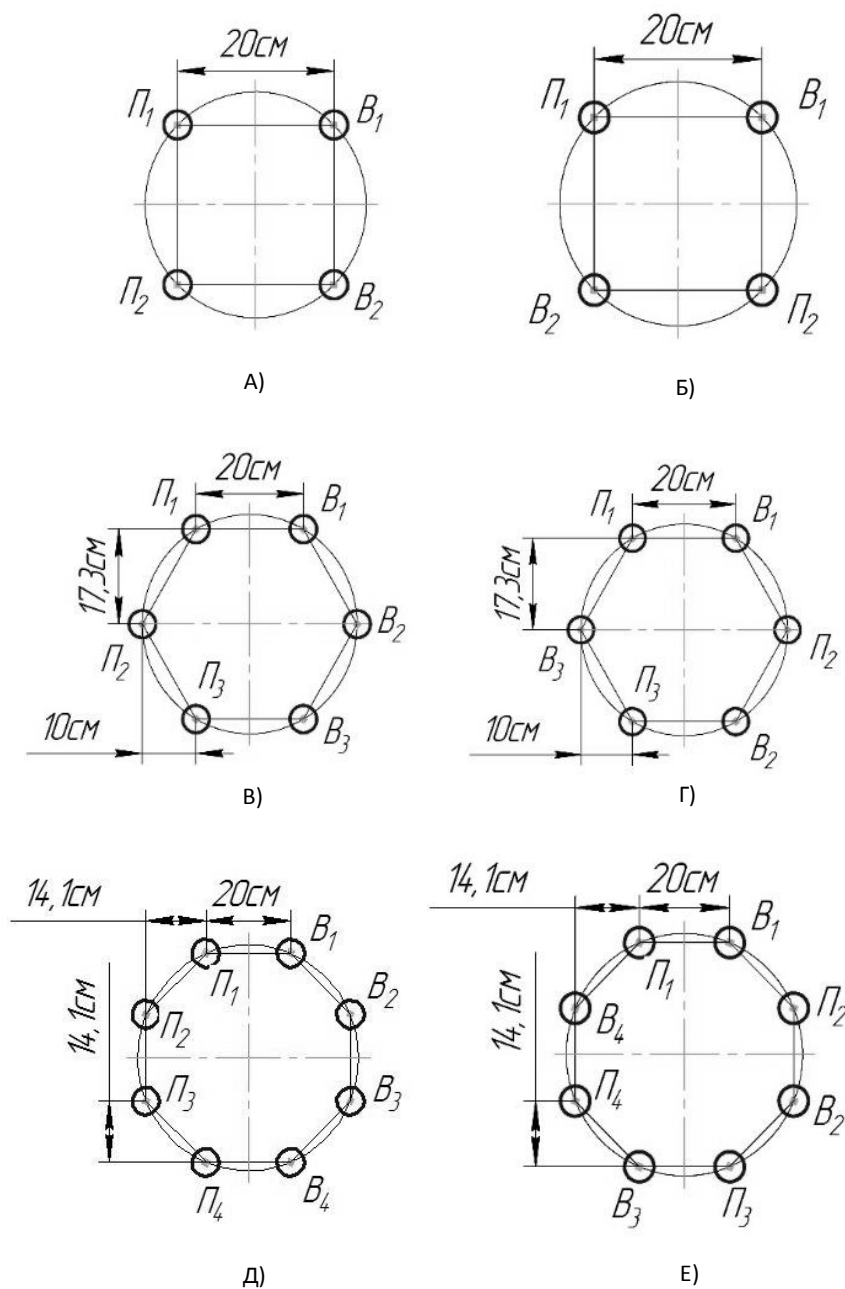 20см
20см
П₁
В₁
П₁
В₁
П₂
В₂
В₂
П₂
А)
Б)
20см
20см
П₁
В₁
П₁
В₁
17,3см
17,3см
П₂
В₂
В₃
П₂
П₃
В₃
П₃
В₂
10см
10см
В)
Г)
14,1см
20см
14,1см
20см
П₁
В₁
П₁
В₁
П₂
В₂
В₄
П₂
14,1см
14,1см
П₃
В₃
П₄
В₂
П₄
В₄
В₃
П₃
Д)
Е)